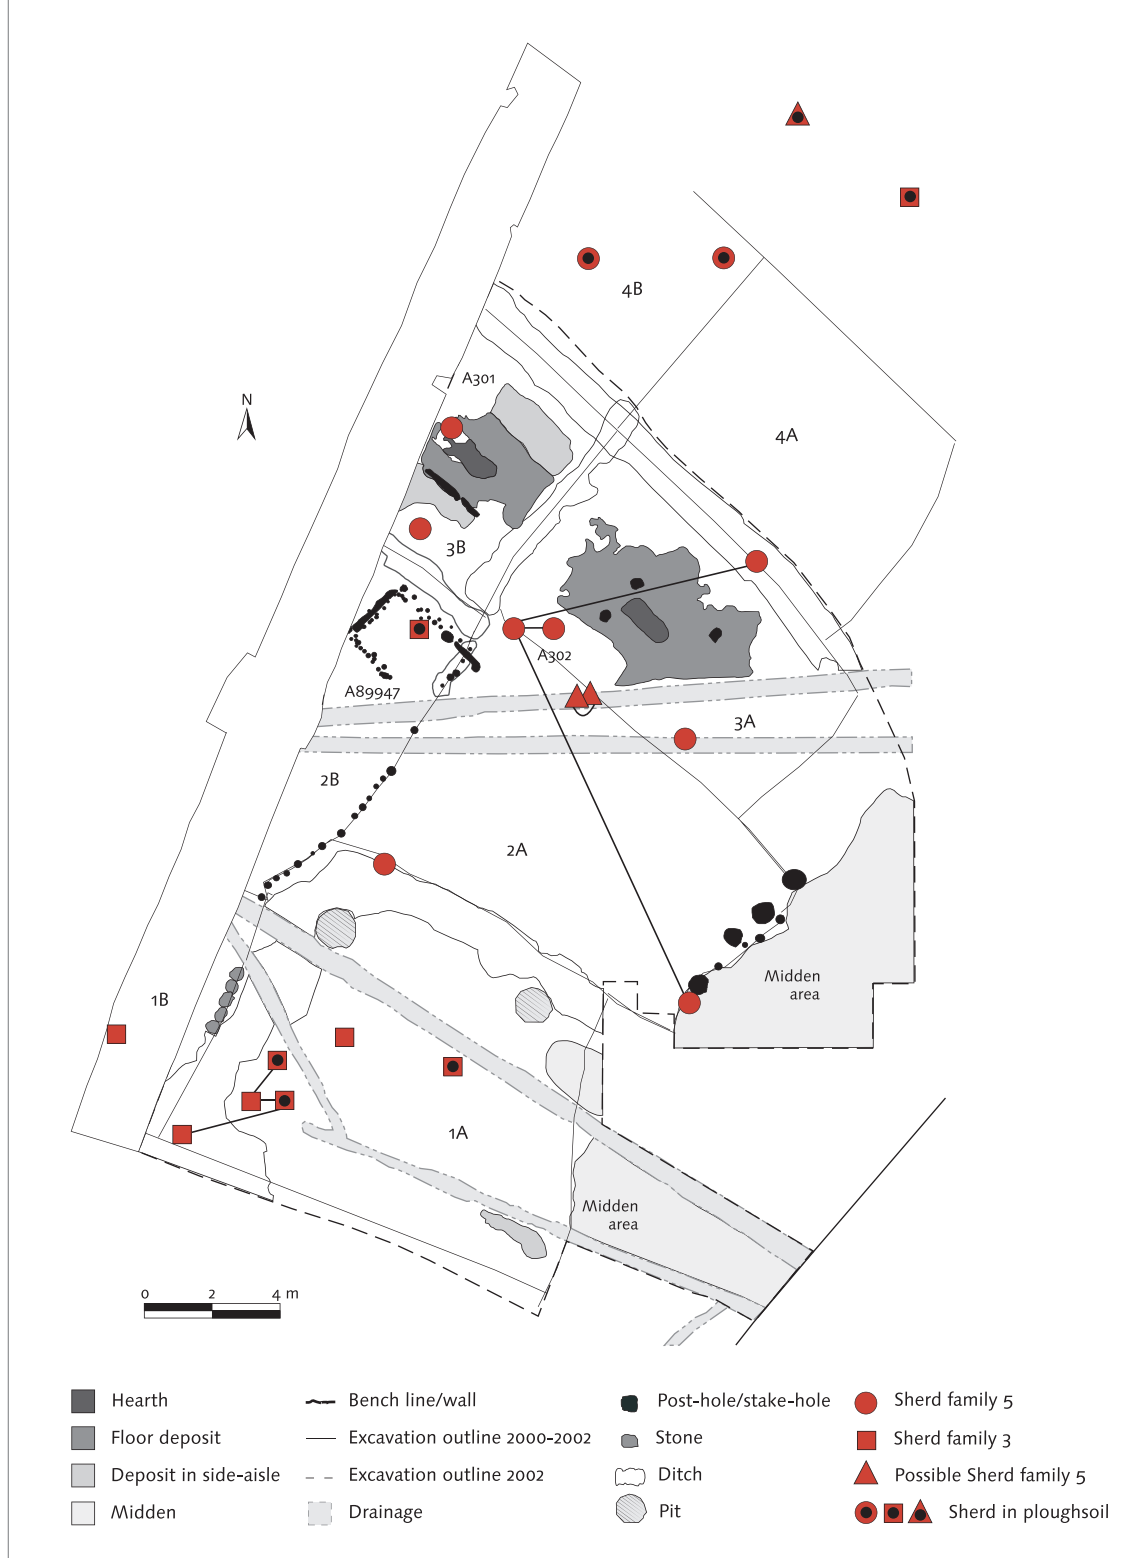 4B
A301
N
4A
3B
A302
A89947
3A
2B
2A
Midden
area
1B
1A
Midden
area
0 2 4 m
Hearth
Floor deposit
Deposit in side-aisle
Midden
Bench line/wall
Excavation outline 2000-2002
Excavation outline 2002
Drainage
Post-hole/stake-hole
Stone
Ditch
Pit
Sherd family 5
Sherd family 3
Possible Sherd family 5
Sherd in ploughsoil